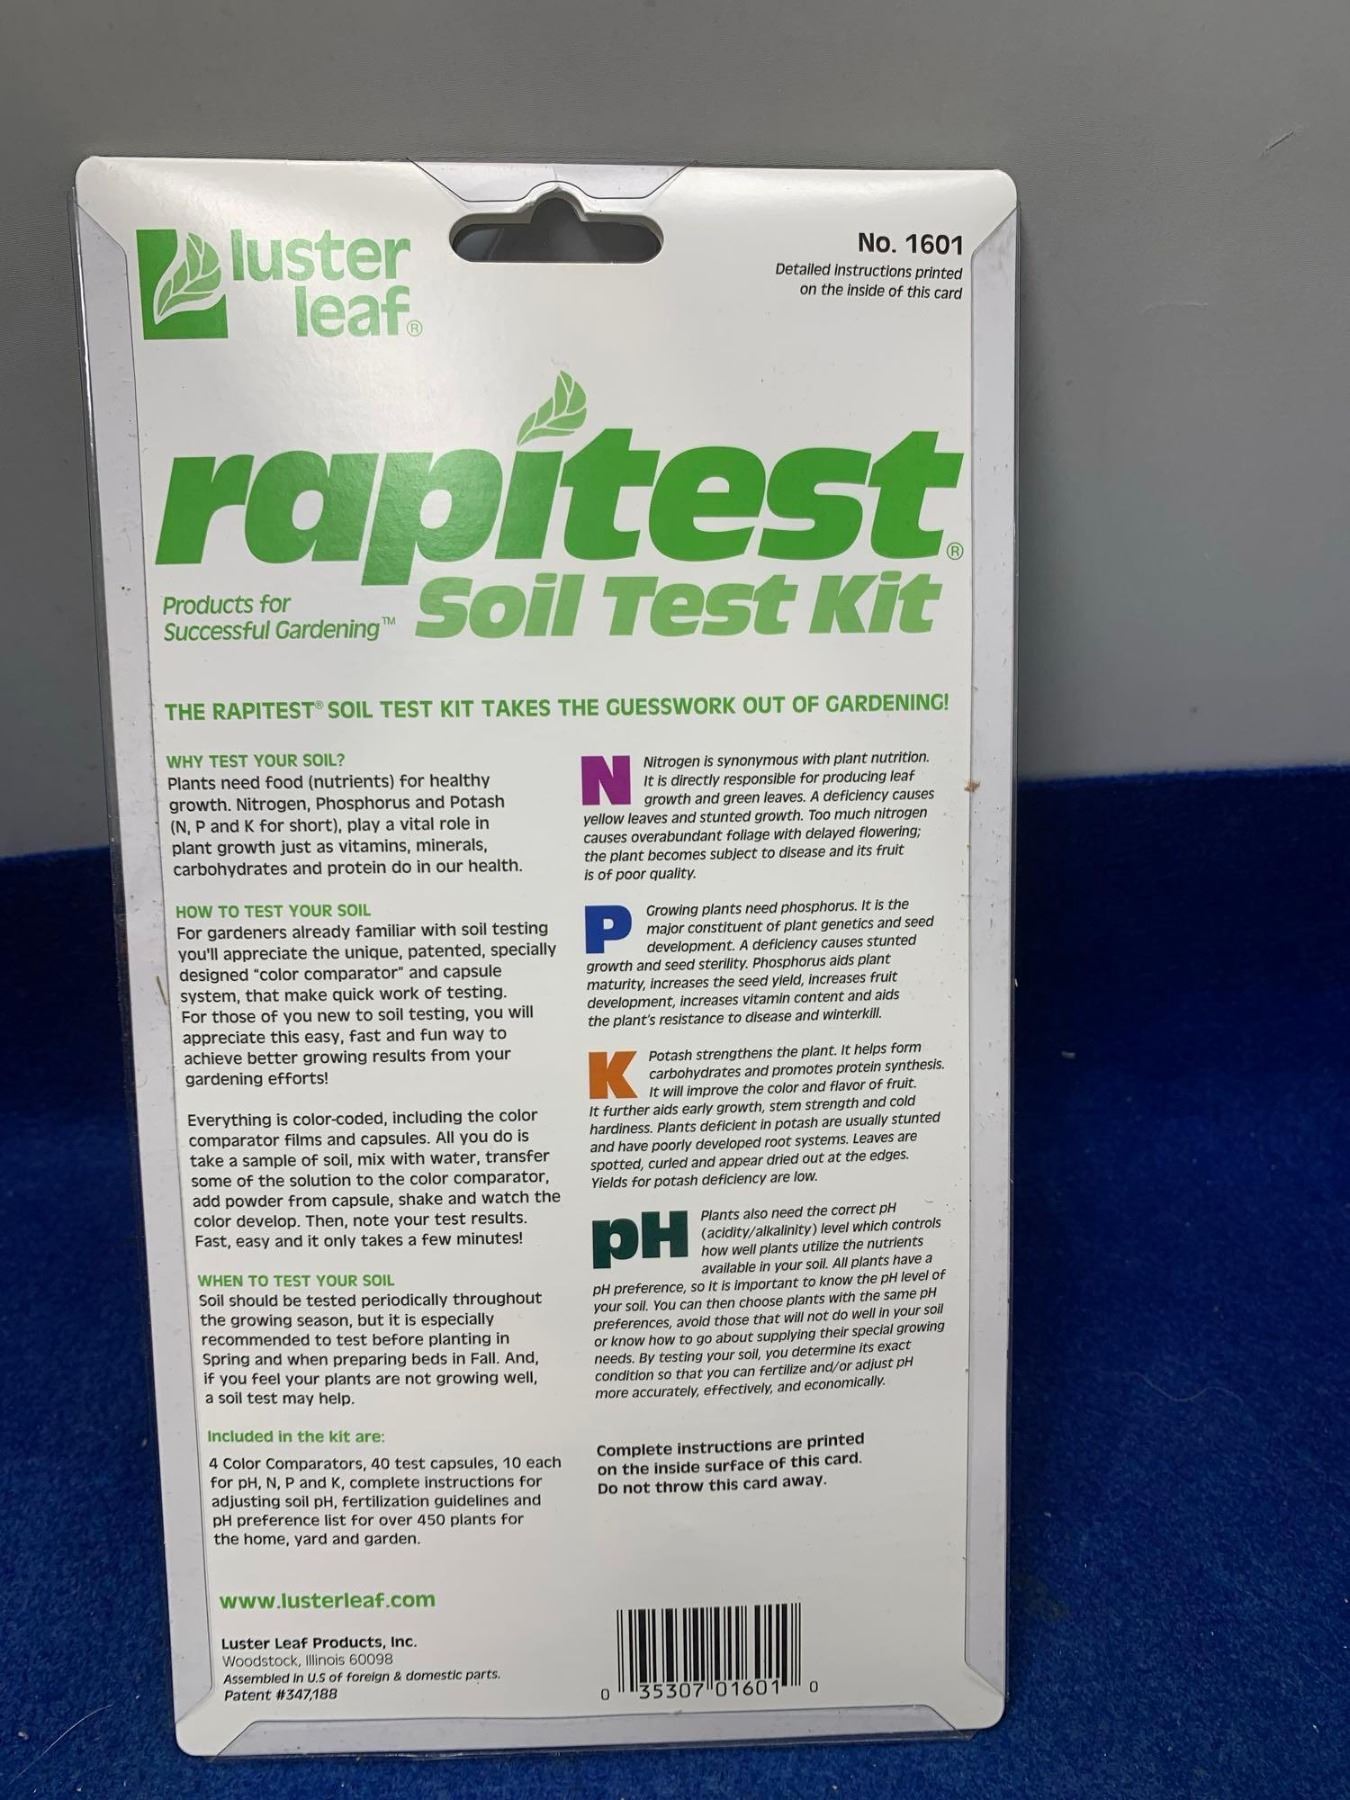 luster
leaf®
No. 1601
Detailed instructions printed
on the inside of this card
rapitest®
Soil Test Kit
Products for
Successful Gardening™
THE RAPITEST® SOIL TEST KIT TAKES THE GUESSWORK OUT OF GARDENING!
WHY TEST YOUR SOIL?
Plants need food (nutrients) for healthy
growth. Nitrogen, Phosphorus and Potash
(N, P and K for short), play a vital role in
plant growth just as vitamins, minerals,
carbohydrates and protein do in our health.
HOW TO TEST YOUR SOIL
For gardeners already familiar with soil testing
you'll appreciate the unique, patented, specially
designed "color comparator" and capsule
system, that make quick work of testing.
For those of you new to soil testing, you will
appreciate this easy, fast and fun way to
achieve better growing results from your
gardening efforts!
Everything is color-coded, including the color
comparator films and capsules. All you do is
take a sample of soil, mix with water, transfer
some of the solution to the color comparator,
add powder from capsule, shake and watch the
color develop. Then, note your test results.
Fast, easy and it only takes a few minutes!
WHEN TO TEST YOUR SOIL
Soil should be tested periodically throughout
the growing season, but it is especially
recommended to test before planting in
Spring and when preparing beds in Fall. And,
if you feel your plants are not growing well,
a soil test may help.
Included in the kit are:
4 Color Comparators, 40 test capsules, 10 each
for pH, N, P and K, complete instructions for
adjusting soil pH, fertilization guidelines and
pH preference list for over 450 plants for
the home, yard and garden.
www.lusterleaf.com
Luster Leaf Products, Inc.
Woodstock, Illinois 60098
Assembled in U.S of foreign & domestic parts.
Patent #347,188
N
Nitrogen is synonymous with plant nutrition.
It is directly responsible for producing leaf
growth and green leaves. A deficiency causes
yellow leaves and stunted growth. Too much nitrogen
causes overabundant foliage with delayed flowering;
the plant becomes subject to disease and its fruit
is of poor quality.
P
Growing plants need phosphorus. It is the
major constituent of plant genetics and seed
development. A deficiency causes stunted
growth and seed sterility. Phosphorus aids plant
maturity, increases the seed yield, increases fruit
development, increases vitamin content and aids
the plant's resistance to disease and winterkill.
K
Potash strengthens the plant. It helps form
carbohydrates and promotes protein synthesis.
It will improve the color and flavor of fruit.
It further aids early growth, stem strength and cold
hardiness. Plants deficient in potash are usually stunted
and have poorly developed root systems. Leaves are
spotted, curled and appear dried out at the edges.
Yields for potash deficiency are low.
pH
Plants also need the correct pH
(acidity/alkalinity) level which controls
how well plants utilize the nutrients
available in your soil. All plants have a
pH preference, so it is important to know the pH level of
your soil. You can then choose plants with the same pH
preferences, avoid those that will not do well in your soil
or know how to go about supplying their special growing
needs. By testing your soil, you determine its exact
condition so that you can fertilize and/or adjust pH
more accurately, effectively, and economically.
Complete instructions are printed
on the inside surface of this card.
Do not throw this card away.
0 35307 01601 0